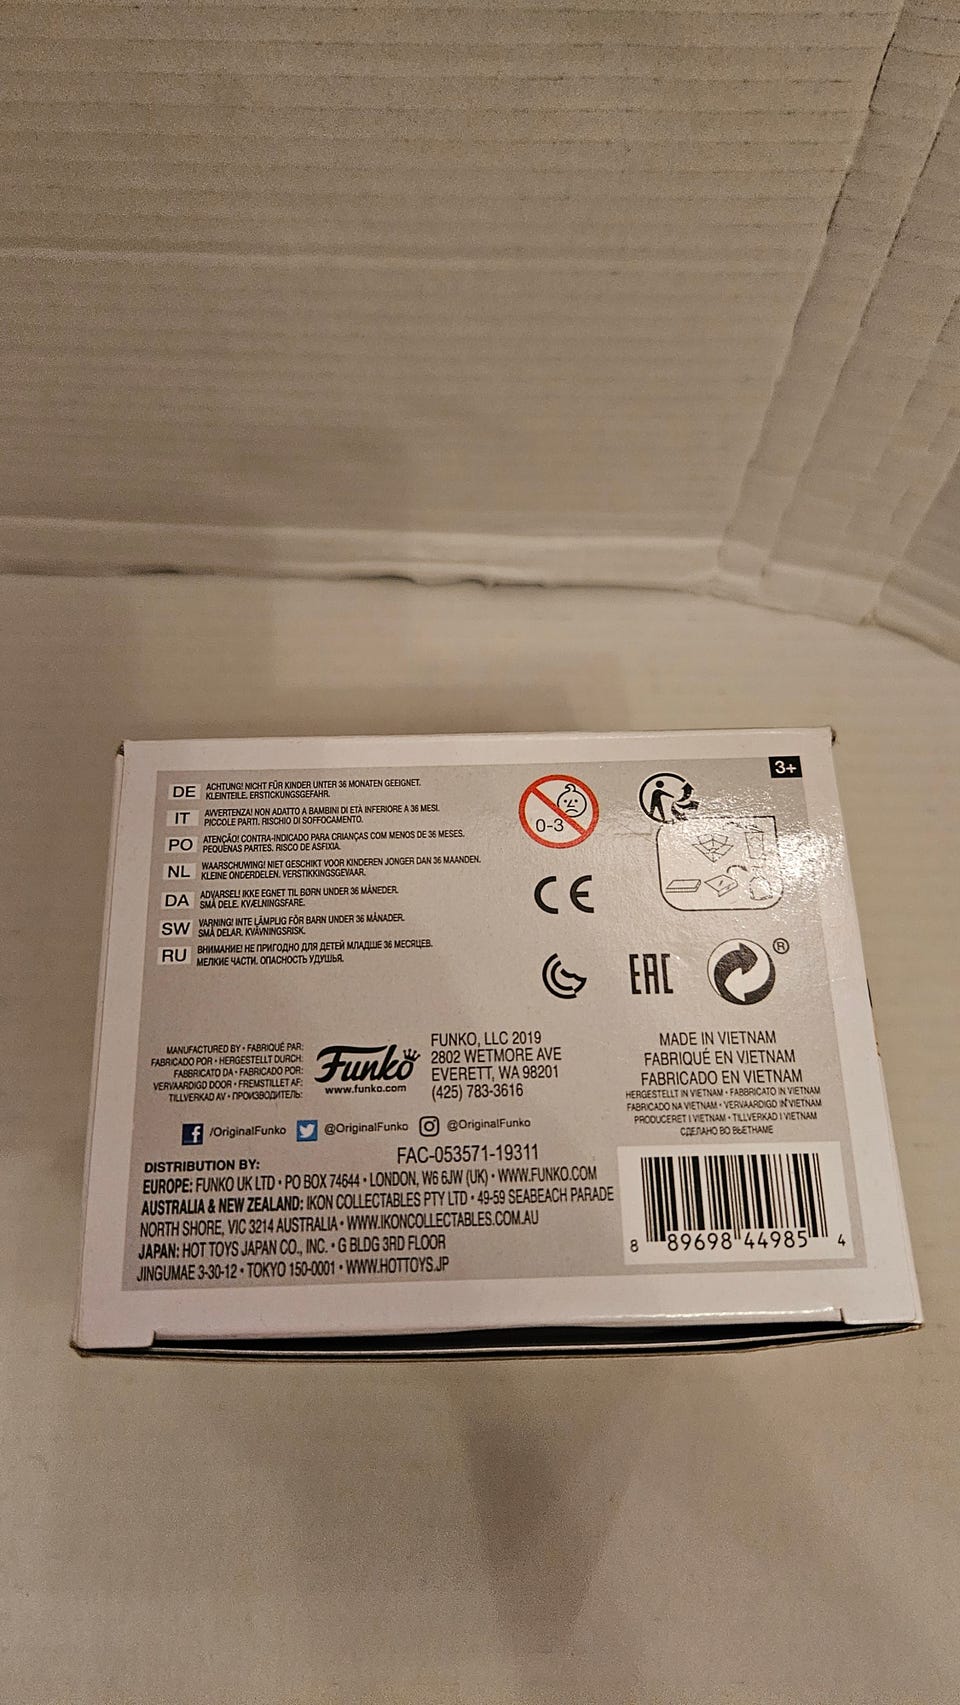 3+
DE ACHTUNG! NICHT FÜR KINDER UNTER 36 MONATEN GEEIGNET.
KLEINTEILE. ERSTICKUNGSGEFAHR.
IT AVVERTENZA! NON ADATTO A BAMBINI DI ETÀ INFERIORE A 36 MESI.
PICCOLE PARTI. RISCHIO DI SOFFOCAMENTO.
PO ATENÇÃO! CONTRA-INDICADO PARA CRIANÇAS COM MENOS DE 36 MESES.
PEQUENAS PARTES. RISCO DE ASFIXIA.
NL WAARSCHUWING! NIET GESCHIKT VOOR KINDEREN JONGER DAN 36 MAANDEN.
KLEINE ONDERDELEN. VERSTIKKINGSGEVAAR.
DA ADVARSEL! IKKE EGNET TIL BØRN UNDER 36 MÅNEDER.
SMÅ DELE. KVÆLNINGSFARE.
SW VARNING! INTE LÄMPLIG FÖR BARN UNDER 36 MÅNADER.
SMÅ DELAR. KVÄVNINGSRISK.
RU ВНИМАНИЕ! НЕ ПРИГОДНО ДЛЯ ДЕТЕЙ МЛАДШЕ 36 МЕСЯЦЕВ.
МЕЛКИЕ ЧАСТИ. ОПАСНОСТЬ УДУШЬЯ.
0-3
CE
EAC
®
MANUFACTURED BY • FABRIQUÉ PAR:
FABRICADO POR • HERGESTELLT DURCH:
FABBRICATO DA • FABRICADO POR:
VERVAARDIGD DOOR • FREMSTILLET AF:
TILLVERKAD AV • ПРОИЗВОДИТЕЛЬ:
Funko
www.funko.com
FUNKO, LLC 2019
2802 WETMORE AVE
EVERETT, WA 98201
(425) 783-3616
MADE IN VIETNAM
FABRIQUÉ EN VIETNAM
FABRICADO EN VIETNAM
HERGESTELLT IN VIETNAM • FABBRICATO IN VIETNAM
FABRICADO NA VIETNAM • VERVAARDIGD IN VIETNAM
PRODUCERET I VIETNAM • TILLVERKAD I VIETNAM
СДЕЛАНО ВО ВЬЕТНАМЕ
f /OriginalFunko @OriginalFunko @OriginalFunko
FAC-053571-19311
DISTRIBUTION BY:
EUROPE: FUNKO UK LTD • PO BOX 74644 • LONDON, W6 6JW (UK) • WWW.FUNKO.COM
AUSTRALIA & NEW ZEALAND: IKON COLLECTABLES PTY LTD • 49-59 SEABEACH PARADE
NORTH SHORE, VIC 3214 AUSTRALIA • WWW.IKONCOLLECTABLES.COM.AU
JAPAN: HOT TOYS JAPAN CO., INC. • G BLDG 3RD FLOOR
JINGUMAE 3-30-12 • TOKYO 150-0001 • WWW.HOTTOYS.JP
8 89698 44985 4